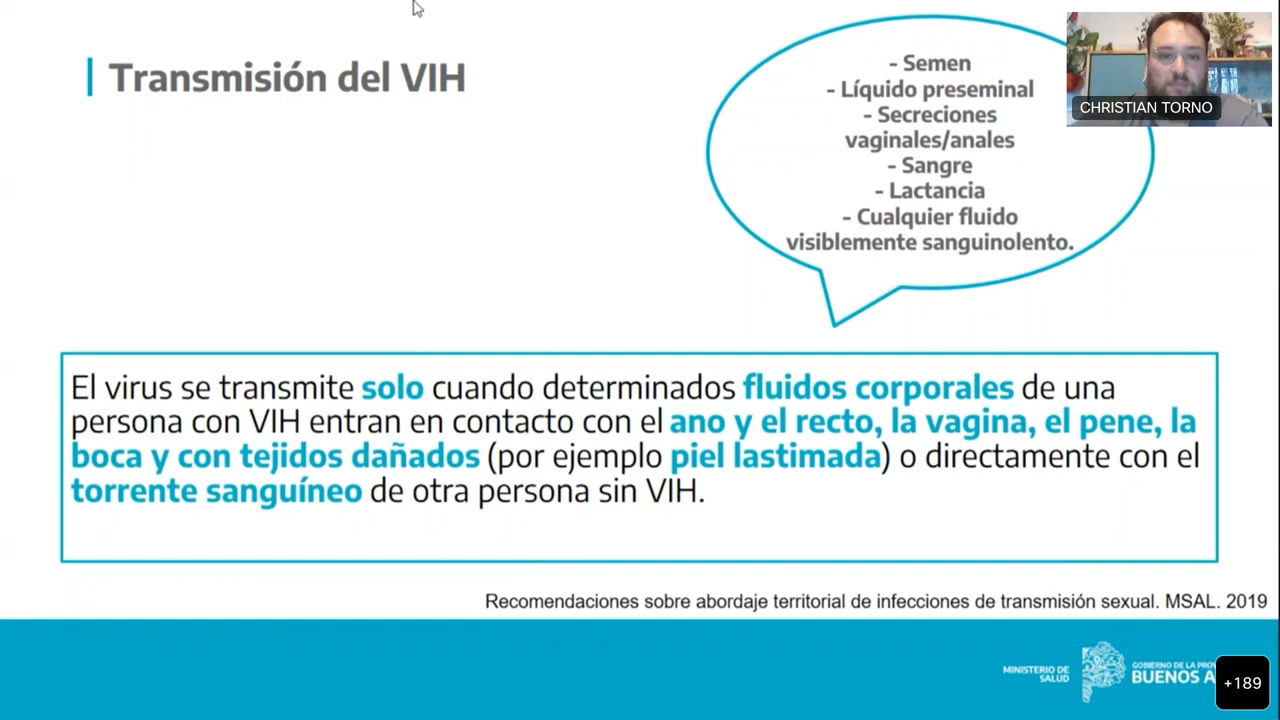 Transmisión del VIH
- Semen
- Líquido preseminal
- Secreciones
vaginales/anales
- Sangre
- Lactancia
- Cualquier fluido
visiblemente sanguinolento.
CHRISTIAN TORNO
El virus se transmite solo cuando determinados fluidos corporales de una
persona con VIH entran en contacto con el ano y el recto, la vagina, el pene, la
boca y con tejidos dañados (por ejemplo piel lastimada) o directamente con el
torrente sanguíneo de otra persona sin VIH.
Recomendaciones sobre abordaje territorial de infecciones de transmisión sexual. MSAL. 2019
MINISTERIO DE
SALUD
GOBIERNO DE LA
BUENOS
+189